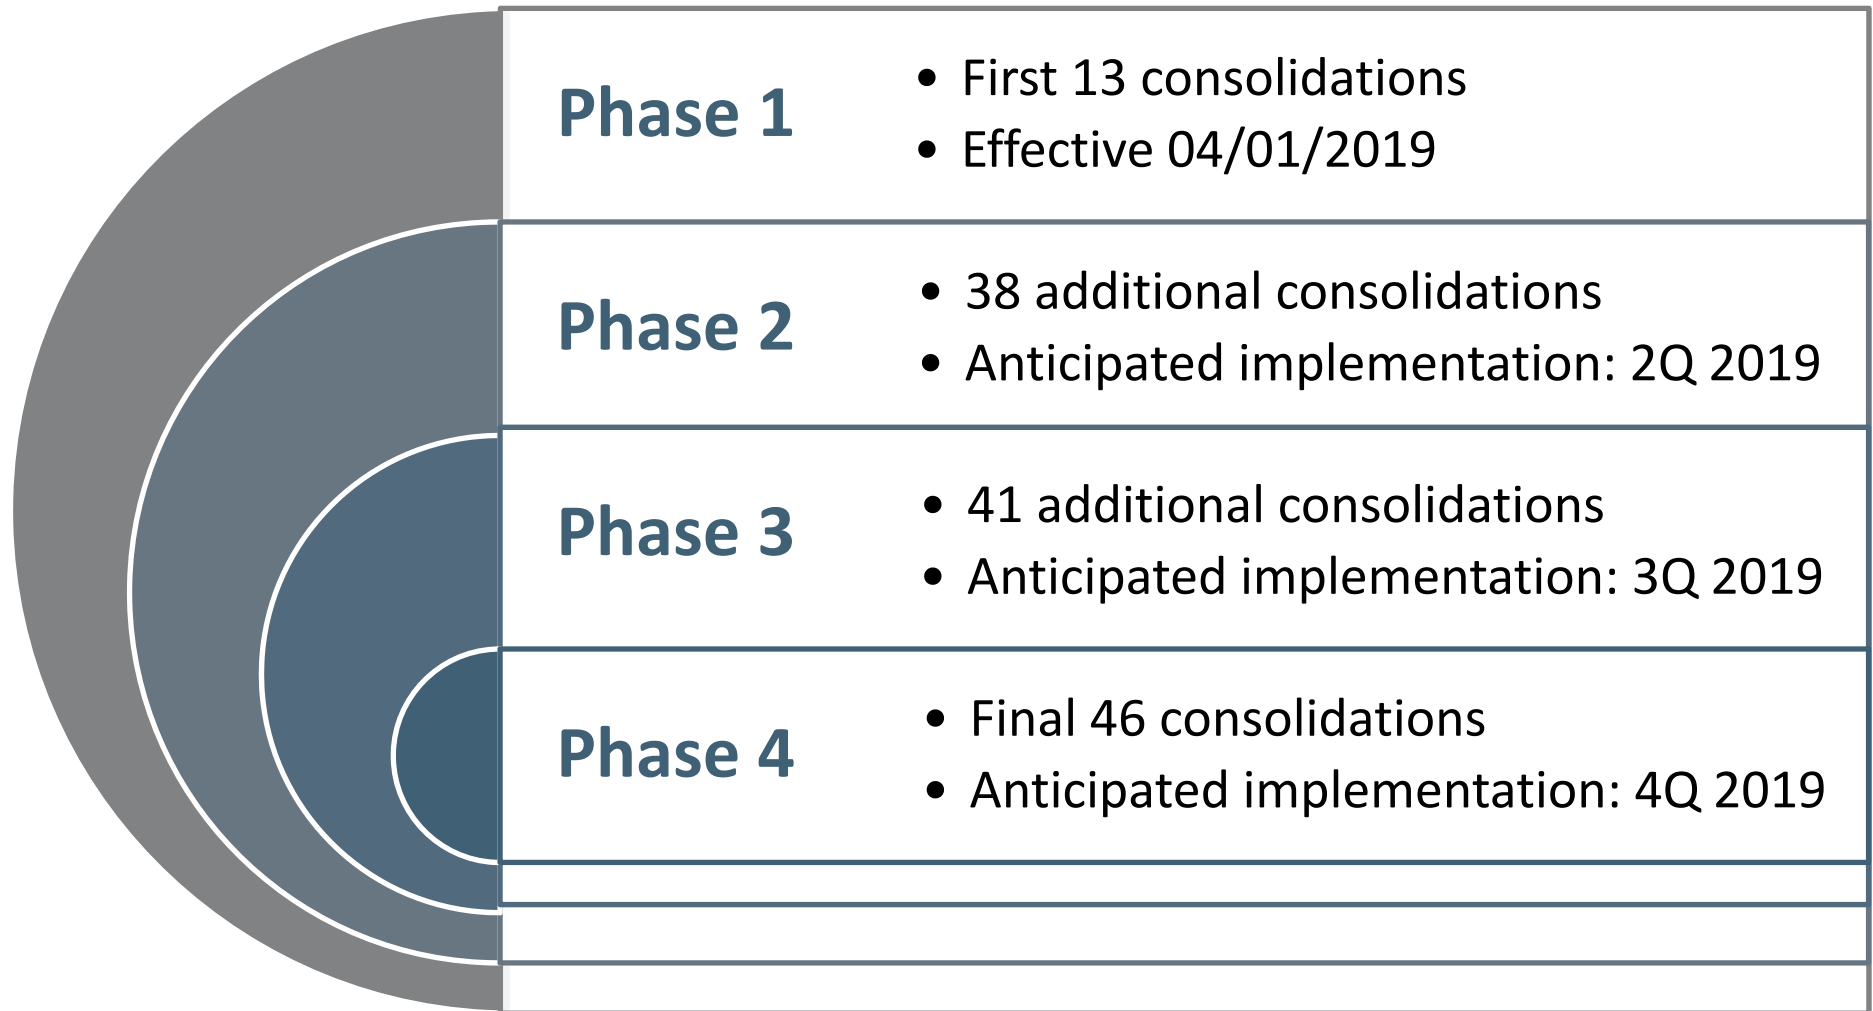 Phase 1
• First 13 consolidations
• Effective 04/01/2019
Phase 2
• 38 additional consolidations
• Anticipated implementation: 2Q 2019
Phase 3
• 41 additional consolidations
• Anticipated implementation: 3Q 2019
Phase 4
• Final 46 consolidations
• Anticipated implementation: 4Q 2019